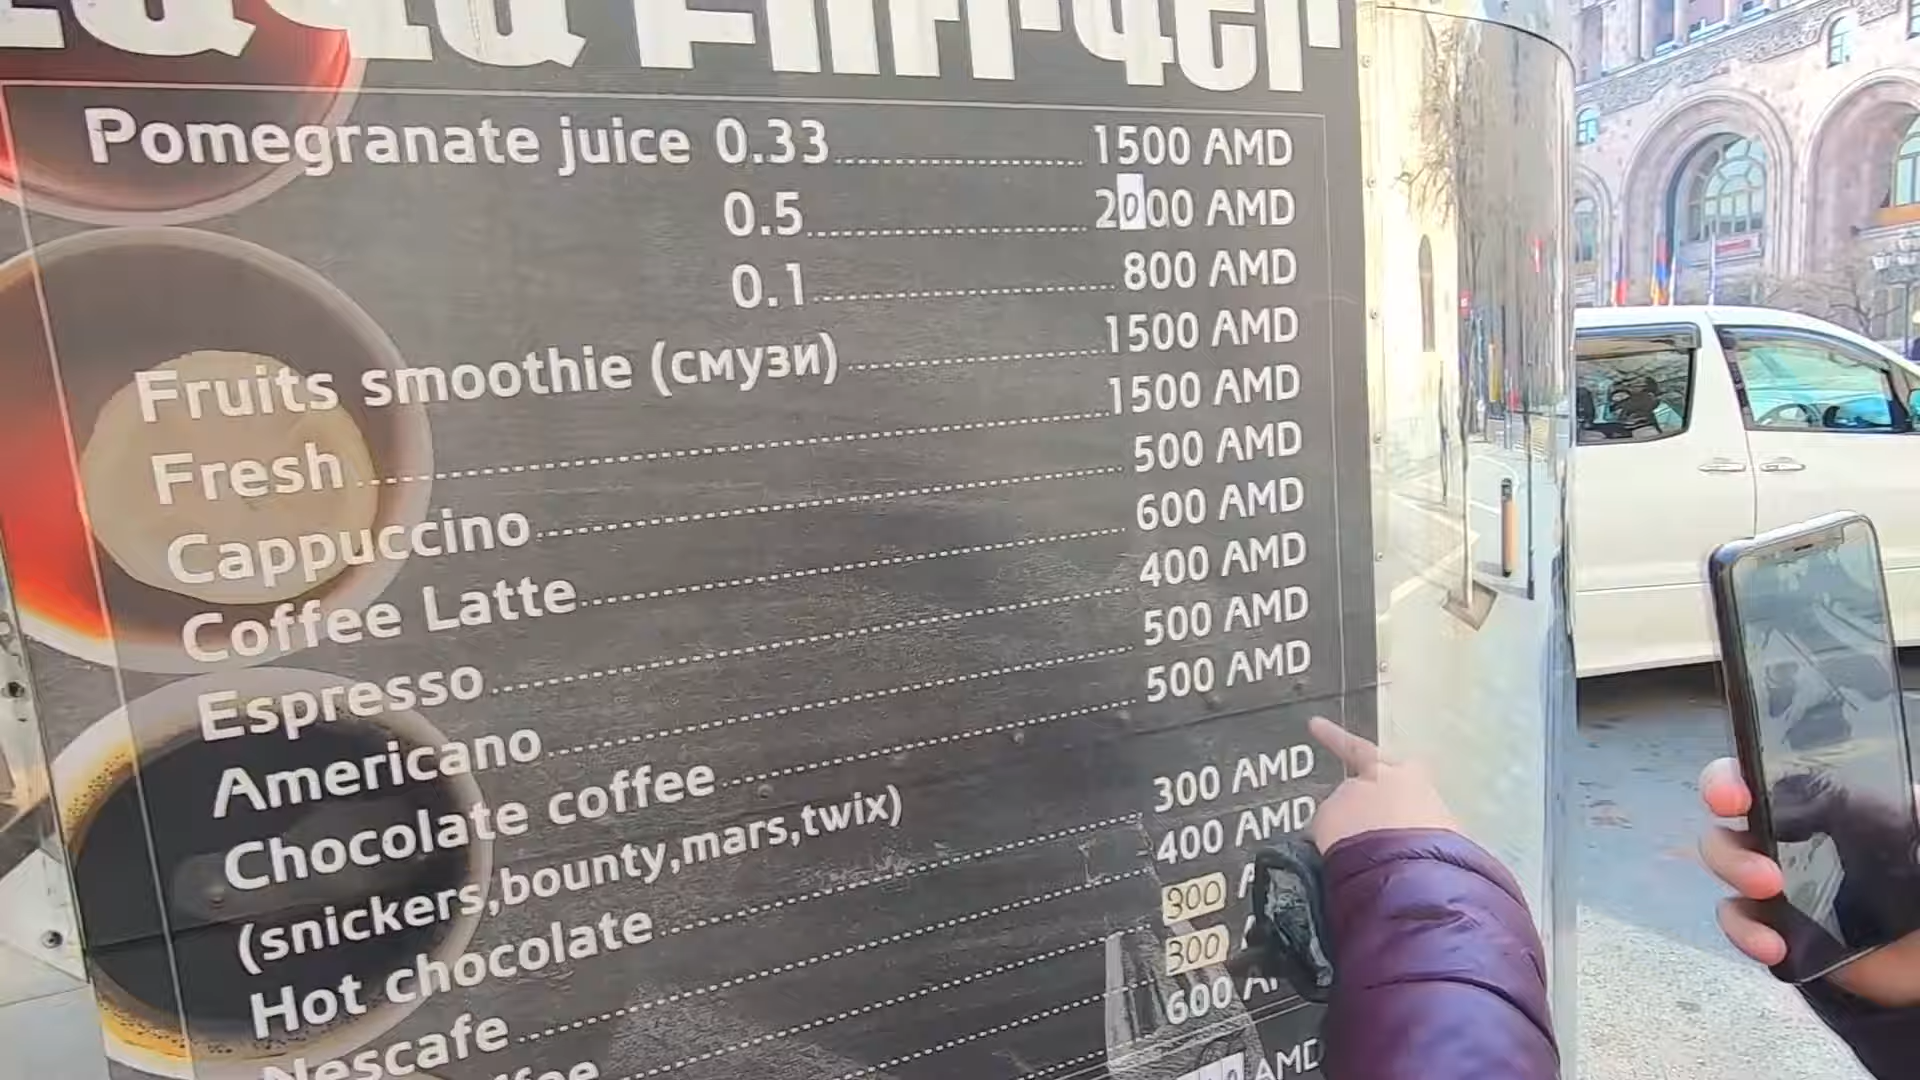 Pomegranate juice 0.33 1500 AMD
0.5 2000 AMD
0.1 800 AMD
Fruits smoothie (смузи) 1500 AMD
Fresh 1500 AMD
Cappuccino 500 AMD
Coffee Latte 600 AMD
Espresso 400 AMD
Americano 500 AMD
Chocolate coffee 500 AMD
(snickers,bounty,mars,twix)
Hot chocolate 300 AMD
Nescafe 400 AMD
300
300
600
AMD